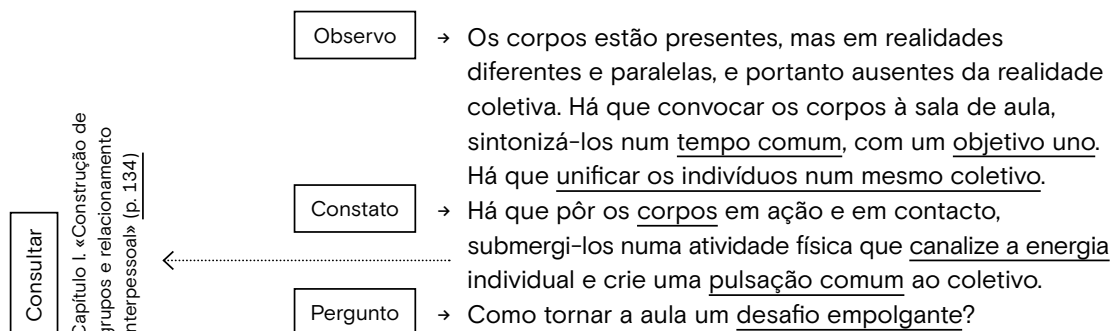 Observo → Os corpos estão presentes, mas em realidades
diferentes e paralelas, e portanto ausentes da realidade
coletiva. Há que convocar os corpos à sala de aula,
sintonizá-los num tempo comum, com um objetivo uno.
Há que unificar os indivíduos num mesmo coletivo.
Constato → Há que pôr os corpos em ação e em contacto,
submergi-los numa atividade física que canalize a energia
individual e crie uma pulsação comum ao coletivo.
Pergunto → Como tornar a aula um desafio empolgante?
Consultar
Capítulo I. «Construção de
grupos e relacionamento
interpessoal» (p. 134)